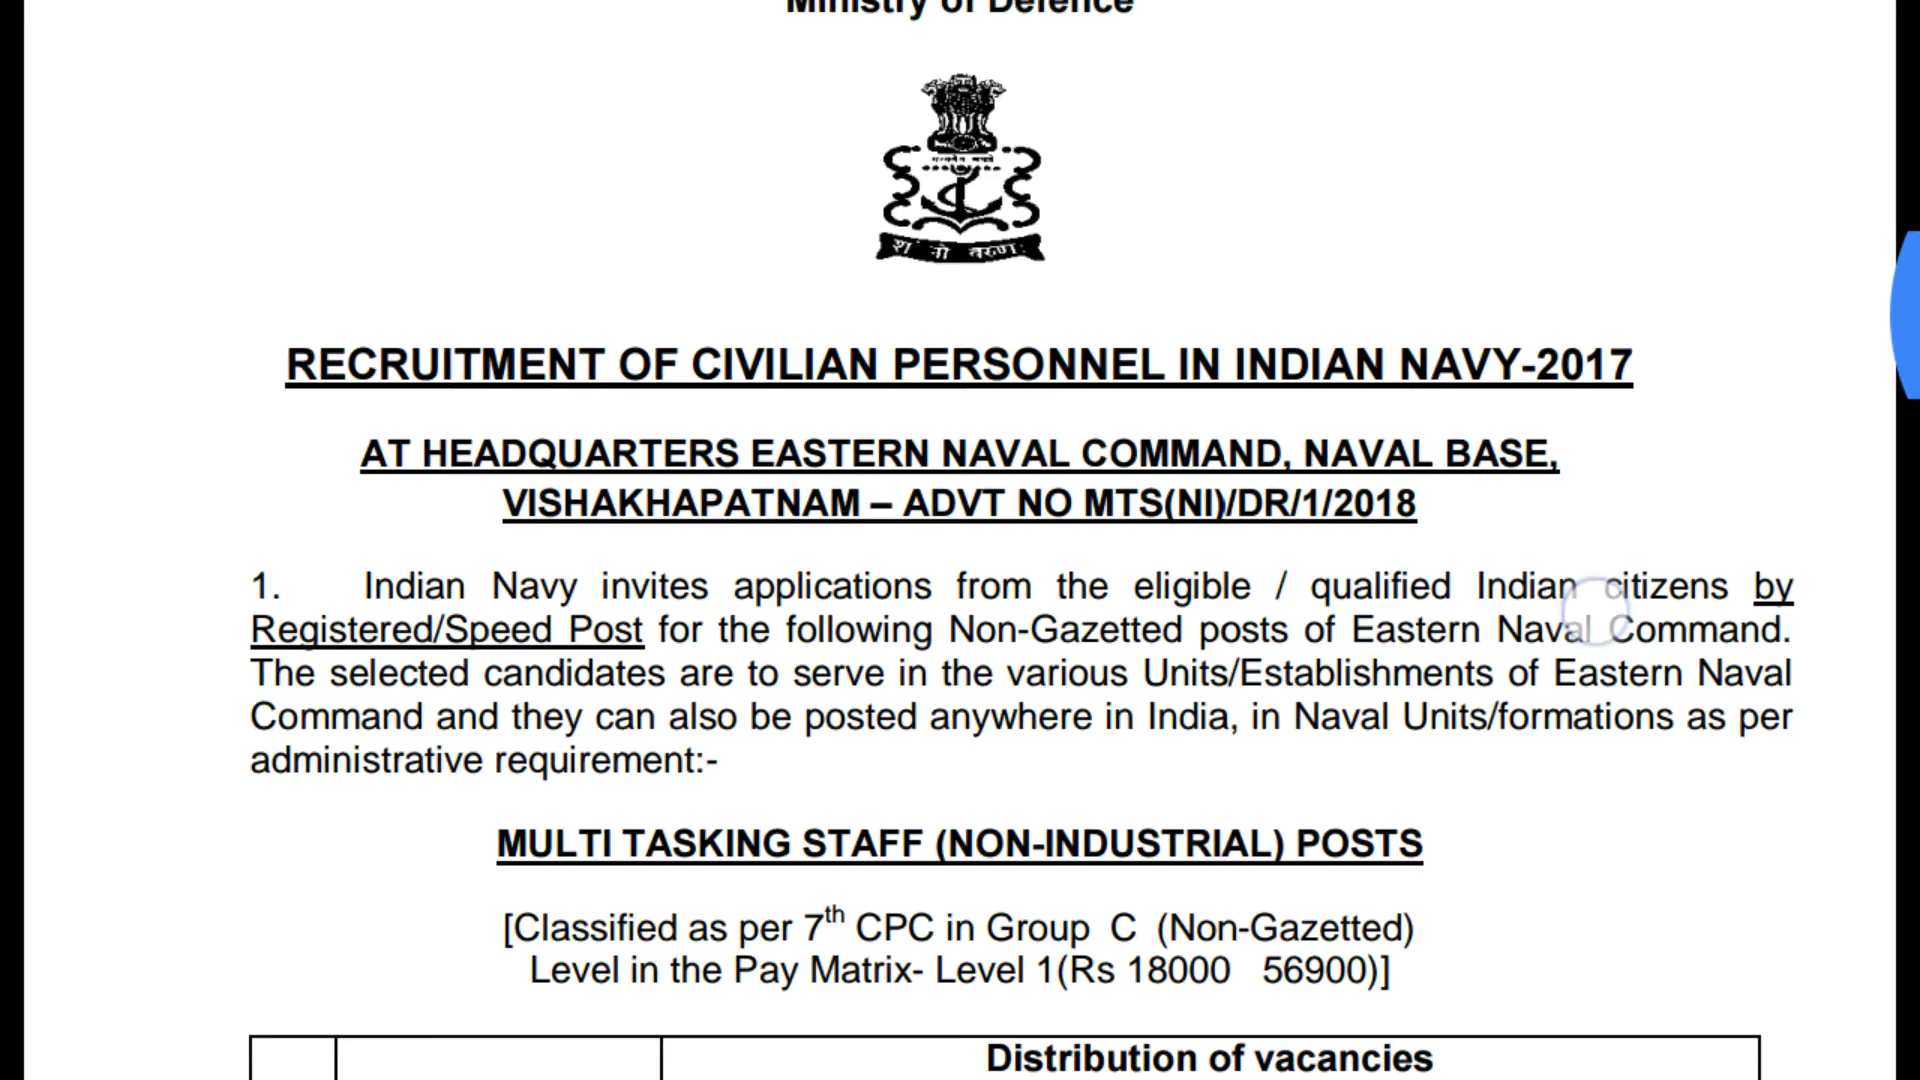 Ministry of Defence
शं नो वरुणः
RECRUITMENT OF CIVILIAN PERSONNEL IN INDIAN NAVY-2017
AT HEADQUARTERS EASTERN NAVAL COMMAND, NAVAL BASE,
VISHAKHAPATNAM – ADVT NO MTS(NI)/DR/1/2018
1. Indian Navy invites applications from the eligible / qualified Indian citizens by
Registered/Speed Post for the following Non-Gazetted posts of Eastern Naval Command.
The selected candidates are to serve in the various Units/Establishments of Eastern Naval
Command and they can also be posted anywhere in India, in Naval Units/formations as per
administrative requirement:-
MULTI TASKING STAFF (NON-INDUSTRIAL) POSTS
[Classified as per 7th CPC in Group C (Non-Gazetted)
Level in the Pay Matrix- Level 1(Rs 18000 56900)]
Distribution of vacancies